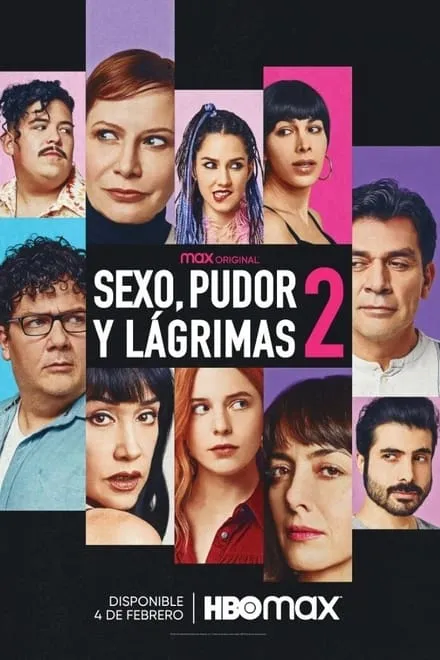 max ORIGINAL
SEXO, PUDOR
Y LÁGRIMAS 2
DISPONIBLE
4 DE FEBRERO
HBOmax